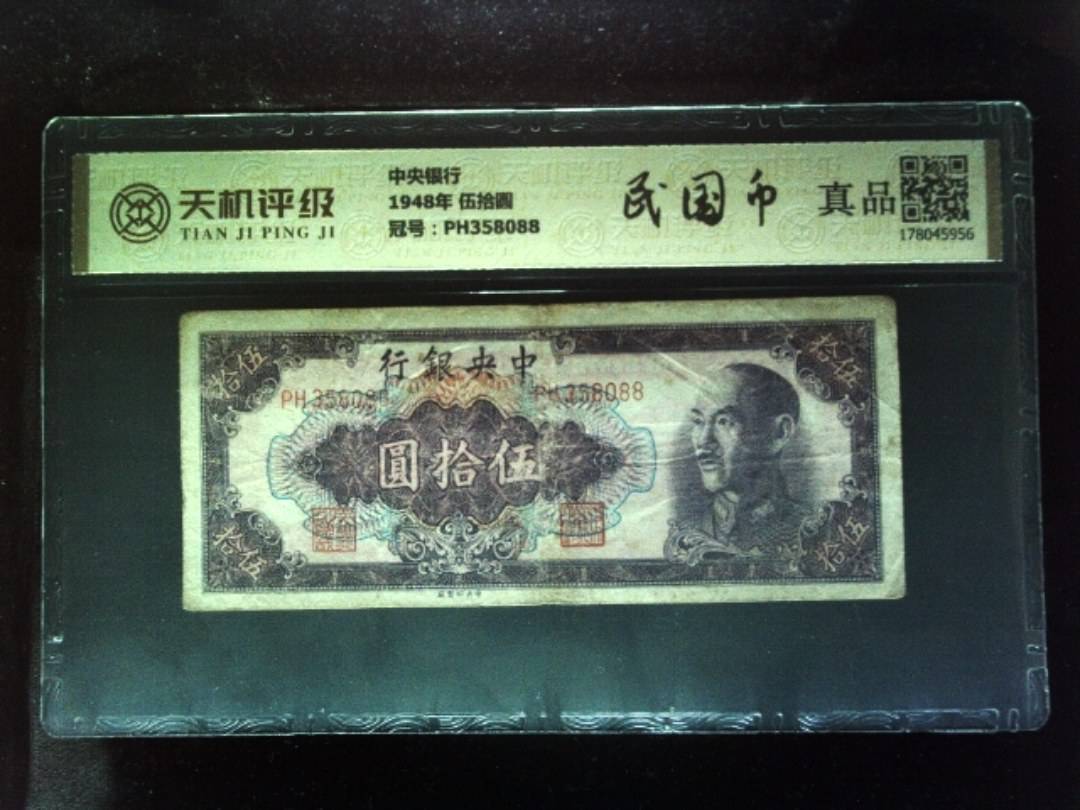 天机评级
TIAN JI PING JI
中央银行
1948年 伍拾圆
冠号：PH358088
民国币
真品
178045956
拾伍
行銀央中
拾伍
PH358088
PH358088
圓拾伍
拾伍
拾伍